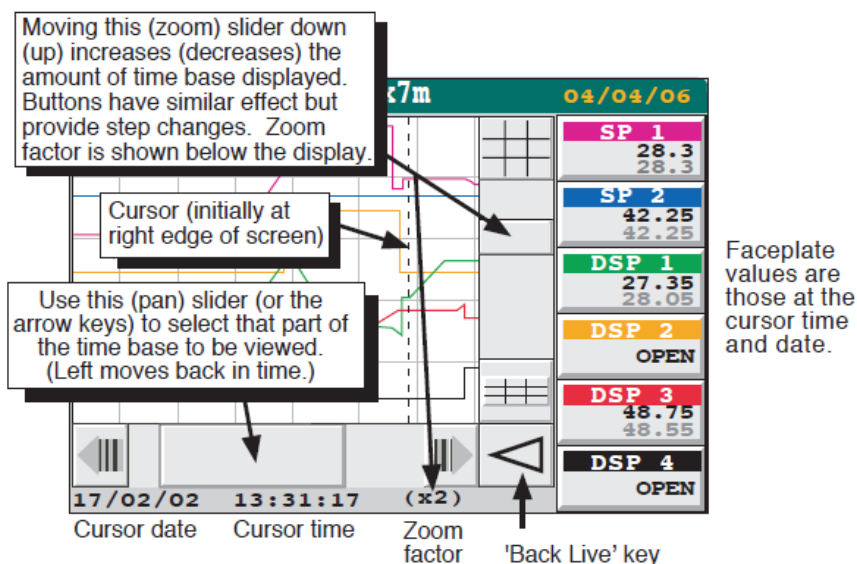 Moving this (zoom) slider down
(up) increases (decreases) the
amount of time base displayed.
Buttons have similar effect but
provide step changes.  Zoom
factor is shown below the display.
x7m
04/04/06
Cursor (initially at
right edge of screen)
Use this (pan) slider (or the
arrow keys) to select that part of
the time base to be viewed.
(Left moves back in time.)
SP 1
28.3
28.3
SP 2
42.25
42.25
DSP 1
27.35
28.05
DSP 2
OPEN
DSP 3
48.75
48.55
DSP 4
OPEN
Faceplate
values are
those at the
cursor time
and date.
17/02/02 13:31:17 (x2)
Cursor date
Cursor time
Zoom
factor
'Back Live' key